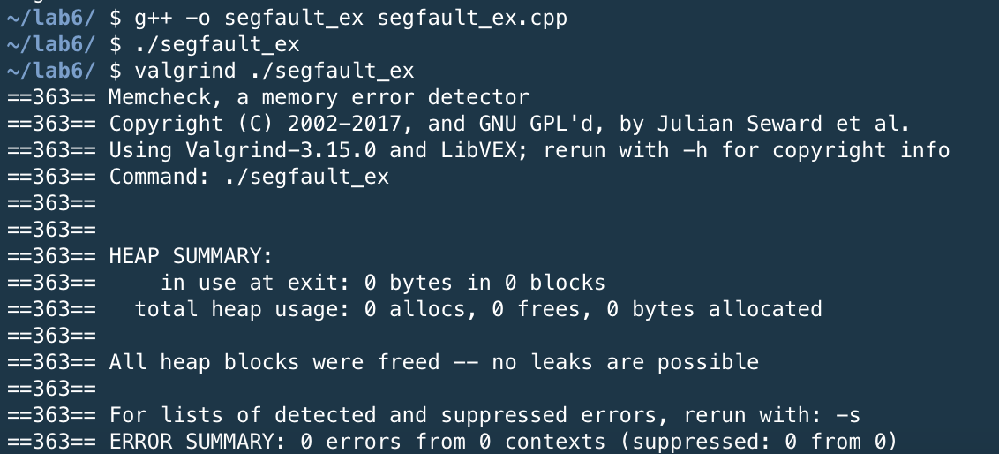 ~/lab6/ $ g++ -o segfault_ex segfault_ex.cpp
~/lab6/ $ ./segfault_ex
~/lab6/ $ valgrind ./segfault_ex
==363== Memcheck, a memory error detector
==363== Copyright (C) 2002-2017, and GNU GPL'd, by Julian Seward et al.
==363== Using Valgrind-3.15.0 and LibVEX; rerun with -h for copyright info
==363== Command: ./segfault_ex
==363==
==363==
==363== HEAP SUMMARY:
==363==     in use at exit: 0 bytes in 0 blocks
==363==   total heap usage: 0 allocs, 0 frees, 0 bytes allocated
==363==
==363== All heap blocks were freed -- no leaks are possible
==363==
==363== For lists of detected and suppressed errors, rerun with: -s
==363== ERROR SUMMARY: 0 errors from 0 contexts (suppressed: 0 from 0)